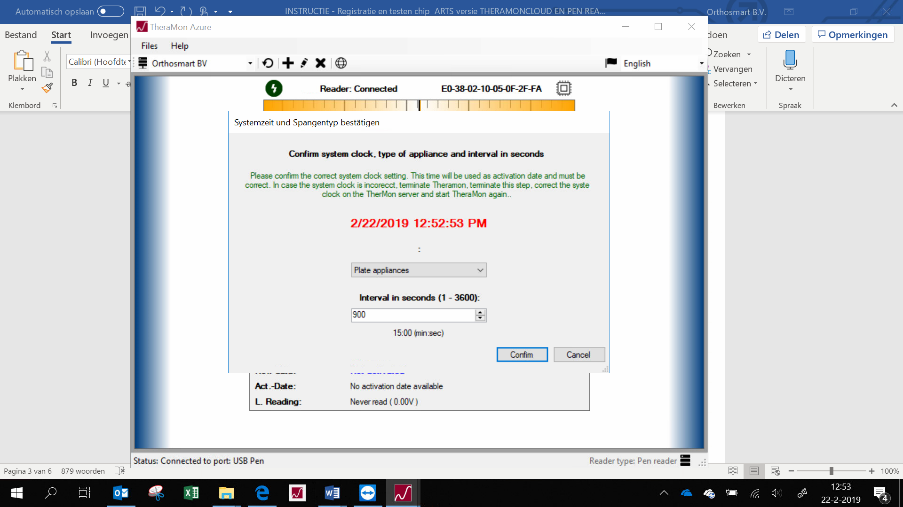 Automatisch opslaan
INSTRUCTIE - Registratie on testen chip - ARTS versie THERAMONCLOUD EN PEN REA...
Orthosmart B.V.
Bestand
Start
Invoegen
Delen
Opmerkingen
Plakken
Klembord
Calibri (Hoofdte
B I U
Zoeken
Vervangen
Selecteren
Bewerken
Dicteren
Spraak
TheraMon Azure
Files Help
Orthosmart BV
English
Reader: Connected
E0-38-02-10-05-0F-2F-FA
Systemzeit und Spangentyp bestätigen
Confirm system clock, type of appliance and interval in seconds
Please confirm the correct system clock setting. This time will be used as activation date and must be
correct. In case the system clock is incorecct, terminate Theramon, terminate this step, correct the syste
clock on the TherMon server and start TheraMon again..
2/22/2019 12:52:53 PM
:
Plate appliances
Interval in seconds (1 - 3600):
900
15:00 (min:sec)
Confim
Cancel
Act.-Date: No activation date available
L. Reading: Never read ( 0.00V )
Status: Connected to port: USB Pen
Reader type: Pen reader
Pagina 3 van 6 879 woorden
100%
12:53
22-2-2019
4